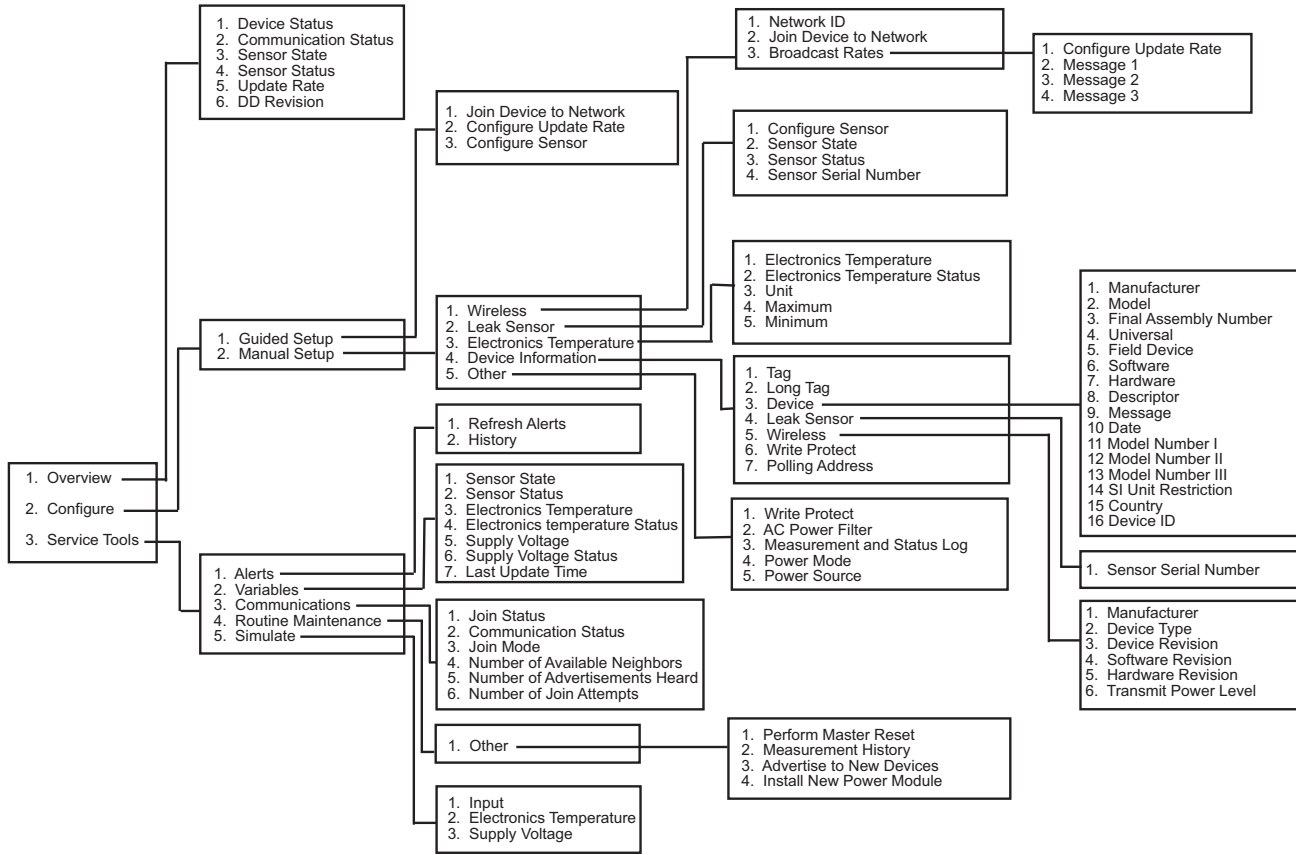 1. Overview
2. Configure
3. Service Tools
1. Device Status
2. Communication Status
3. Sensor State
4. Sensor Status
5. Update Rate
6. DD Revision
1. Guided Setup
2. Manual Setup
1. Alerts
2. Variables
3. Communications
4. Routine Maintenance
5. Simulate
1. Join Device to Network
2. Configure Update Rate
3. Configure Sensor
1. Wireless
2. Leak Sensor
3. Electronics Temperature
4. Device Information
5. Other
1. Refresh Alerts
2. History
1. Sensor State
2. Sensor Status
3. Electronics Temperature
4. Electronics temperature Status
5. Supply Voltage
6. Supply Voltage Status
7. Last Update Time
1. Join Status
2. Communication Status
3. Join Mode
4. Number of Available Neighbors
5. Number of Advertisements Heard
6. Number of Join Attempts
1. Other
1. Input
2. Electronics Temperature
3. Supply Voltage
1. Network ID
2. Join Device to Network
3. Broadcast Rates
1. Configure Sensor
2. Sensor State
3. Sensor Status
4. Sensor Serial Number
1. Electronics Temperature
2. Electronics Temperature Status
3. Unit
4. Maximum
5. Minimum
1. Tag
2. Long Tag
3. Device
4. Leak Sensor
5. Wireless
6. Write Protect
7. Polling Address
1. Write Protect
2. AC Power Filter
3. Measurement and Status Log
4. Power Mode
5. Power Source
1. Perform Master Reset
2. Measurement History
3. Advertise to New Devices
4. Install New Power Module
1. Configure Update Rate
2. Message 1
3. Message 2
4. Message 3
1. Manufacturer
2. Model
3. Final Assembly Number
4. Universal
5. Field Device
6. Software
7. Hardware
8. Descriptor
9. Message
10 Date
11 Model Number I
12 Model Number II
13 Model Number III
14 SI Unit Restriction
15 Country
16 Device ID
1. Sensor Serial Number
1. Manufacturer
2. Device Type
3. Device Revision
4. Software Revision
5. Hardware Revision
6. Transmit Power Level